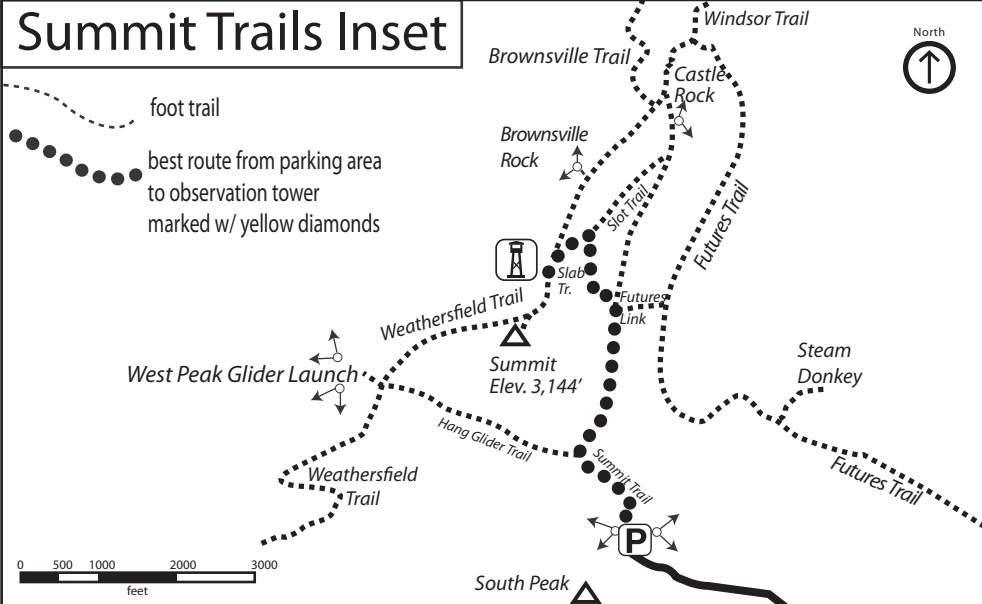 Summit Trails Inset
foot trail
best route from parking area
to observation tower
marked w/ yellow diamonds
Windsor Trail
Brownsville Trail
North
Castle
Rock
Brownsville
Rock
Slot Trail
Futures Trail
Slab
Tr.
Futures
Link
Weathersfield Trail
Summit
Elev. 3,144’
West Peak Glider Launch
Steam
Donkey
Hang Glider Trail
Summit Trail
Weathersfield
Trail
Futures Trail
P
South Peak
0 500 1000 2000 3000
feet